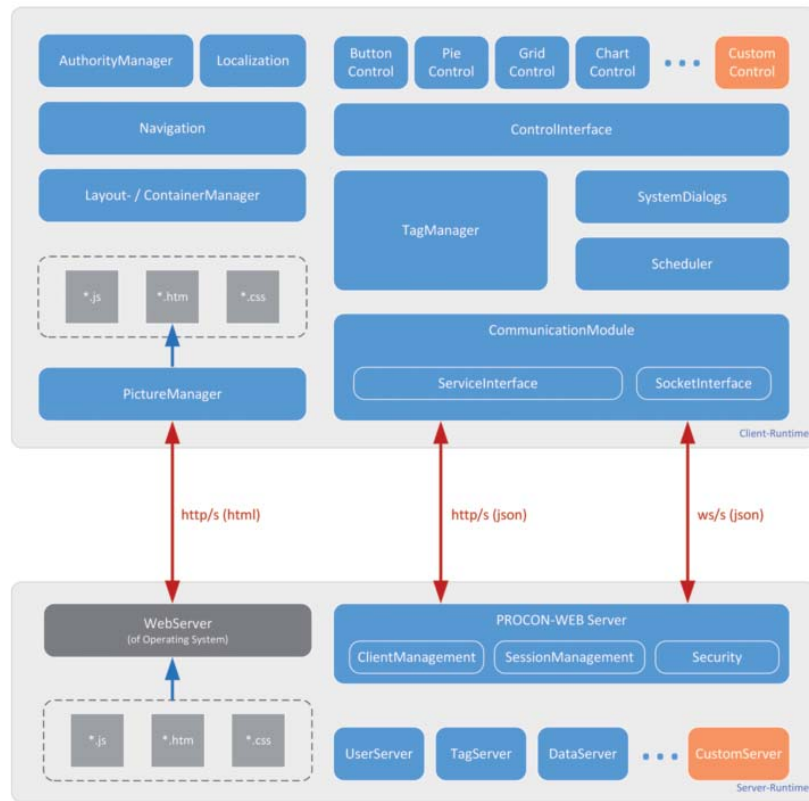 AuthorityManager
Localization
Button
Control
Pie
Control
Grid
Control
Chart
Control
Custom
Control
Navigation
ControlInterface
Layout- / ContainerManager
TagManager
SystemDialogs
Scheduler
*.js
*.htm
*.css
CommunicationModule
ServiceInterface
SocketInterface
PictureManager
Client-Runtime
http/s (html)
http/s (json)
ws/s (json)
WebServer
(of Operating System)
PROCON-WEB Server
ClientManagement
SessionManagement
Security
*.js
*.htm
*.css
UserServer
TagServer
DataServer
CustomServer
Server-Runtime